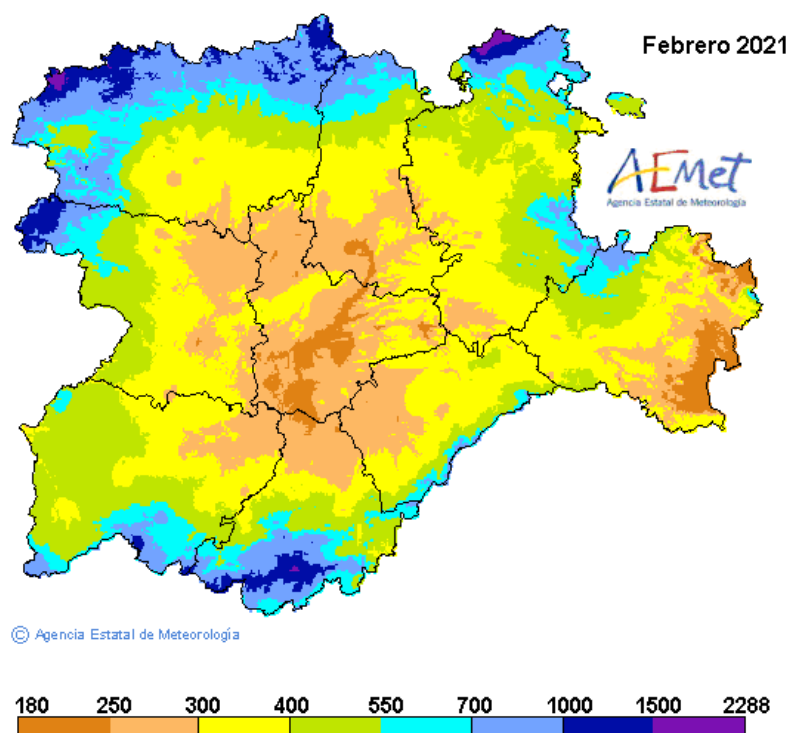 Febrero 2021
AEMet
Agencia Estatal de Meteorología
© Agencia Estatal de Meteorología
180 250 300 400 550 700 1000 1500 2288